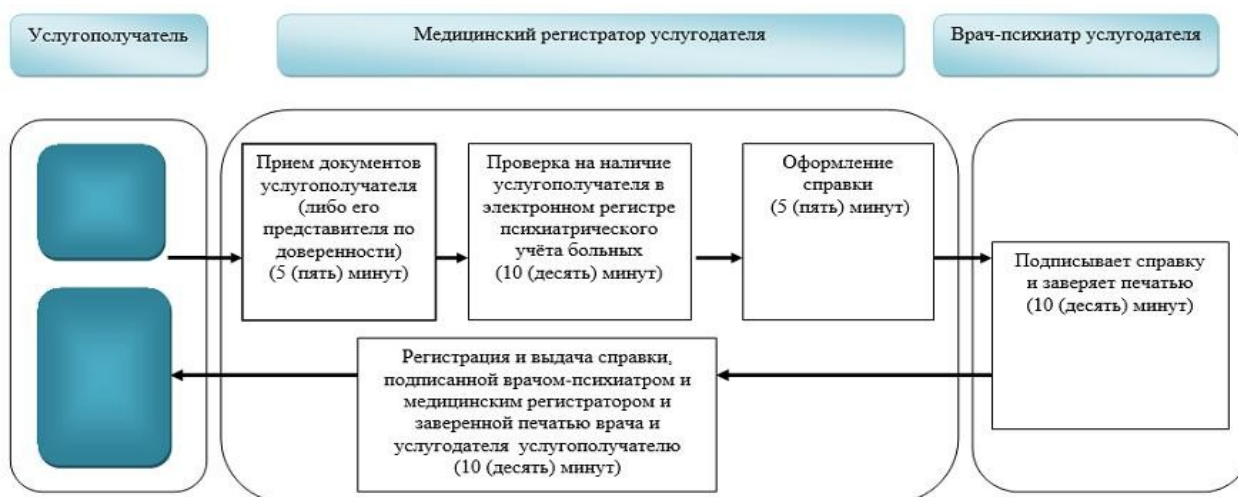 Услугополучатель
Медицинский регистратор услугодателя
Врач-психиатр услугодателя
Прием документов
услугополучателя
(либо его
представителя по
доверенности)
(5 (пять) минут)
Проверка на наличие
услугополучателя в
электронном регистре
психиатрического
учёта больных
(10 (десять) минут)
Оформление
справки
(5 (пять) минут)
Подписывает справку
и заверяет печатью
(10 (десять) минут)
Регистрация и выдача справки,
подписанной врачом-психиатром и
медицинским регистратором и
заверенной печатью врача и
услугодателя услугополучателю
(10 (десять) минут)